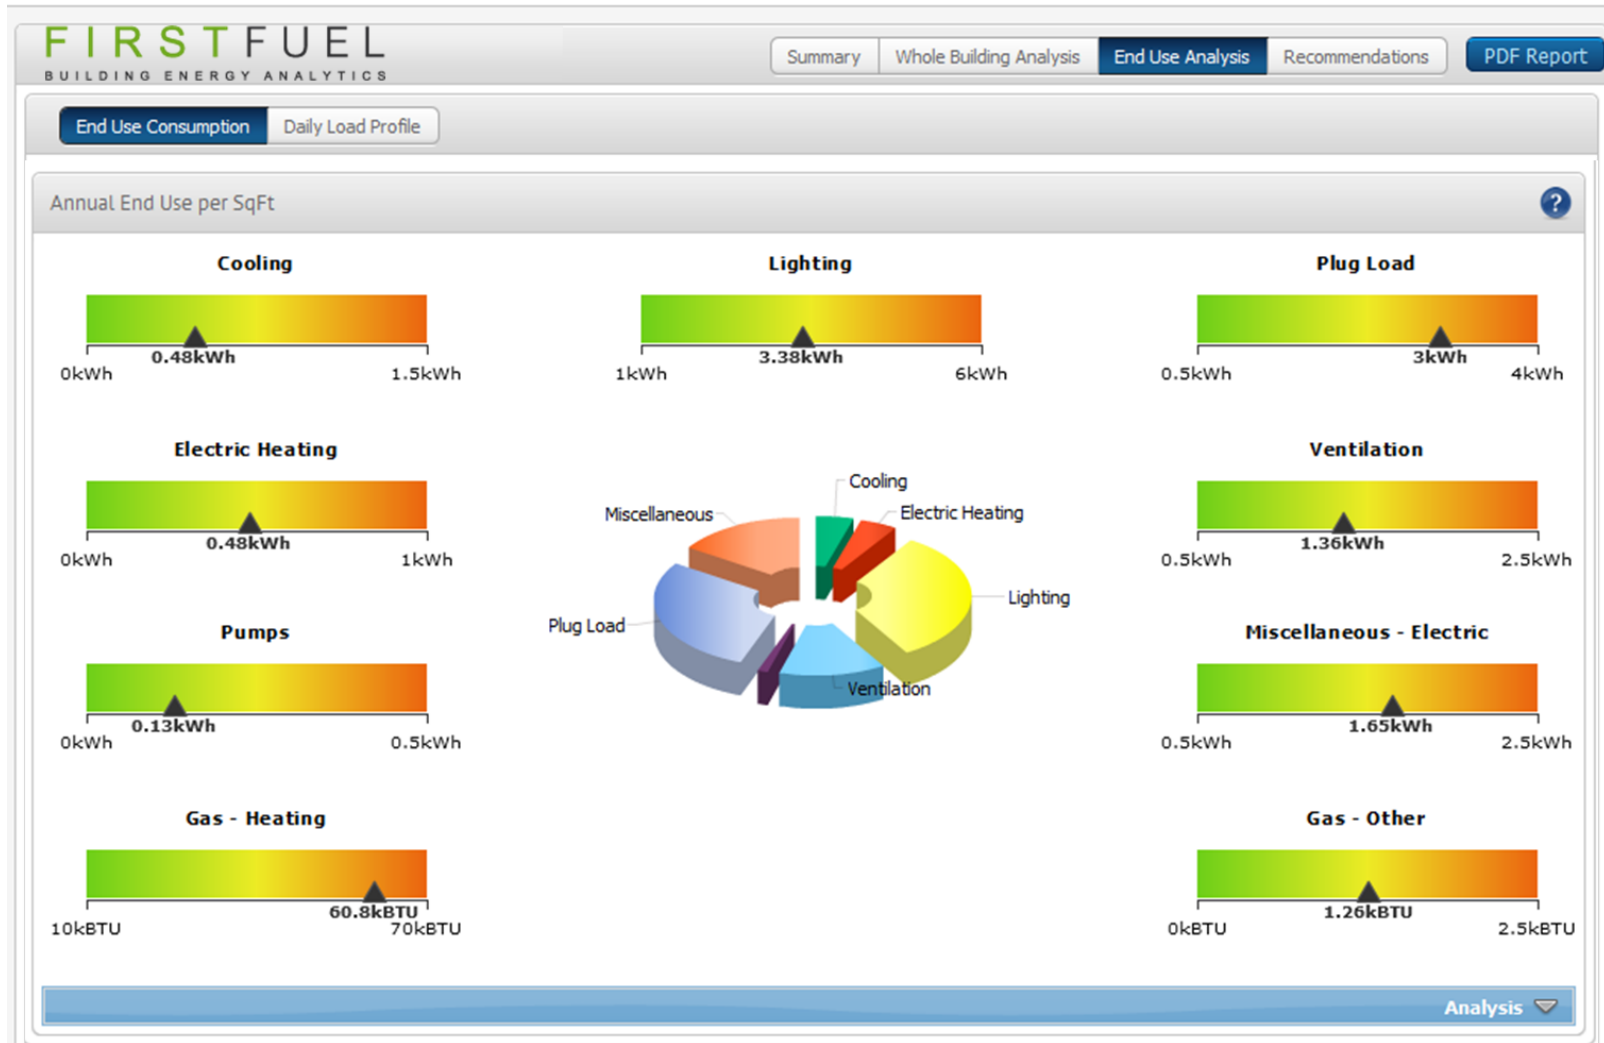 FIRSTFUEL
BUILDING ENERGY ANALYTICS
Summary
Whole Building Analysis
End Use Analysis
Recommendations
PDF Report
End Use Consumption
Daily Load Profile
Annual End Use per SqFt
?
Cooling
0.48kWh
0kWh
1.5kWh
Lighting
3.38kWh
1kWh
6kWh
Plug Load
3kWh
0.5kWh
4kWh
Electric Heating
0.48kWh
0kWh
1kWh
Cooling
Electric Heating
Miscellaneous
Lighting
Plug Load
Ventilation
Ventilation
1.36kWh
0.5kWh
2.5kWh
Pumps
0.13kWh
0kWh
0.5kWh
Miscellaneous - Electric
1.65kWh
0.5kWh
2.5kWh
Gas - Heating
60.8kBTU
10kBTU
70kBTU
Gas - Other
1.26kBTU
0kBTU
2.5kBTU
Analysis